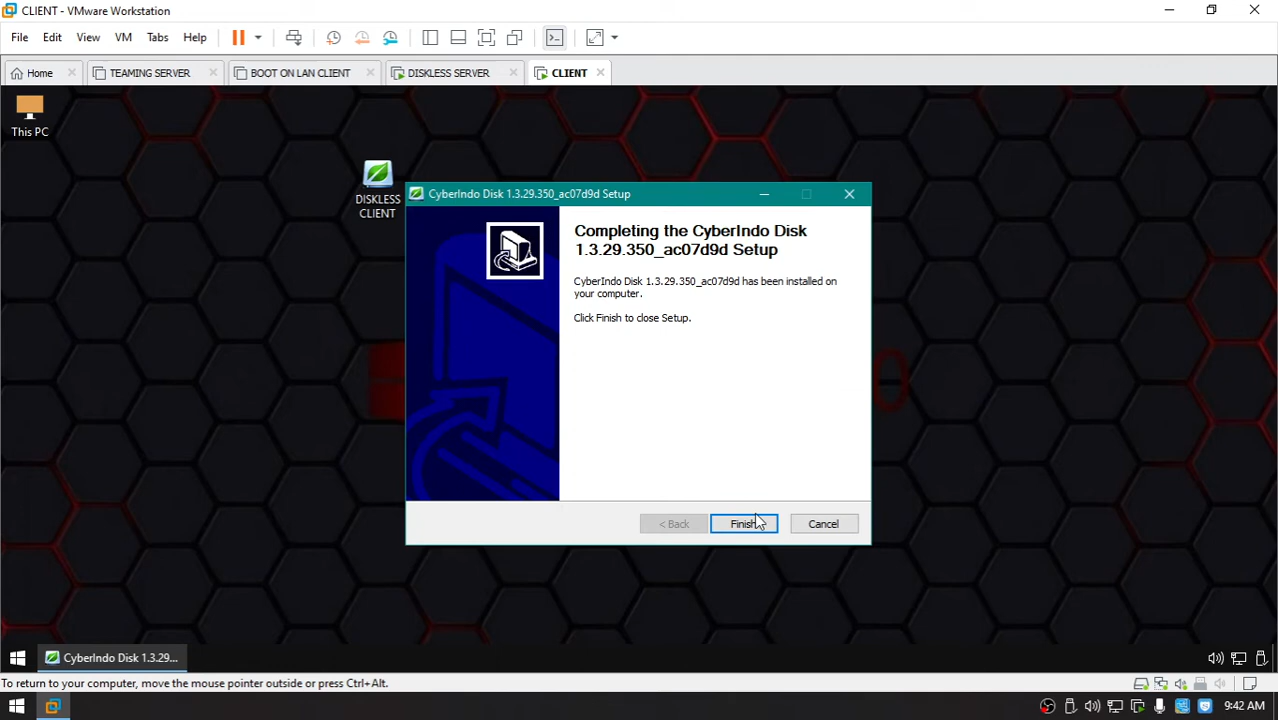 CLIENT - VMware Workstation
File Edit View VM Tabs Help
Home TEAMING SERVER BOOT ON LAN CLIENT DISKLESS SERVER CLIENT
This PC
DISKLESS
CLIENT
CyberIndo Disk 1.3.29.350_ac07d9d Setup
Completing the CyberIndo Disk
1.3.29.350_ac07d9d Setup
CyberIndo Disk 1.3.29.350_ac07d9d has been installed on
your computer.
Click Finish to close Setup.
< Back Finish Cancel
CyberIndo Disk 1.3.29...
To return to your computer, move the mouse pointer outside or press Ctrl+Alt.
9:42 AM